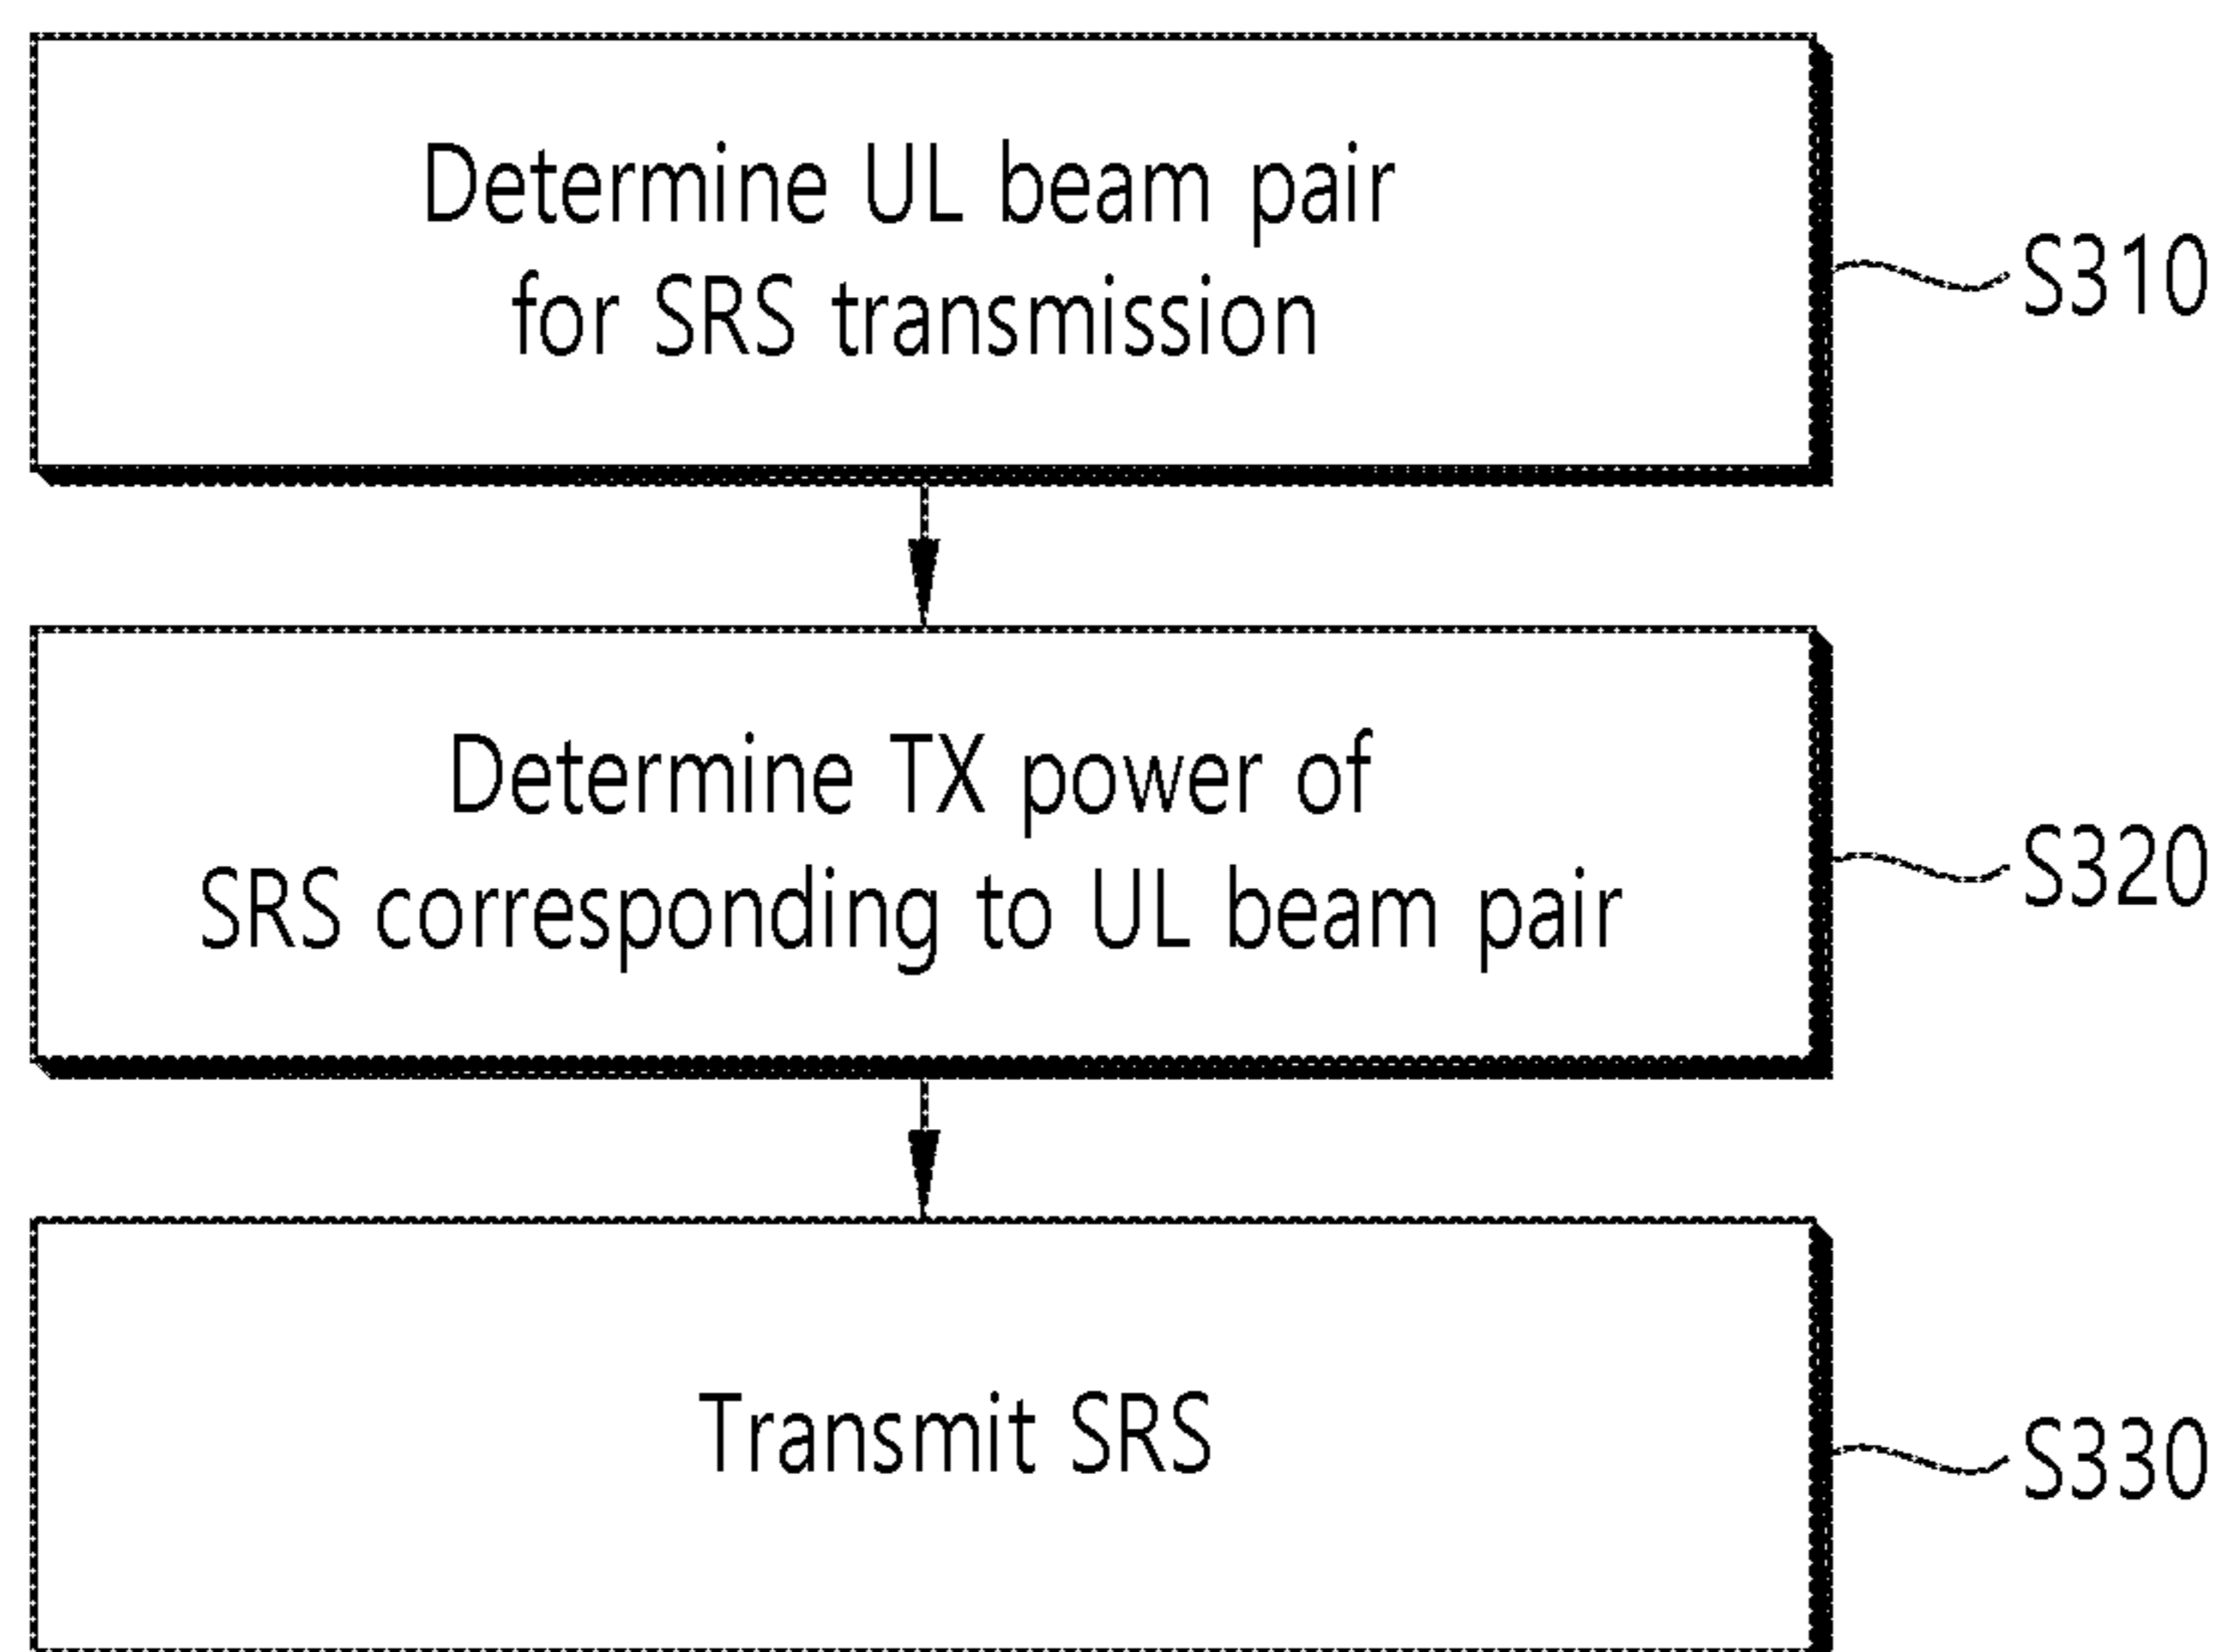 Determine UL beam pair
for SRS transmission
S310
Determine TX power of
SRS corresponding to UL beam pair
S320
Transmit SRS
S330